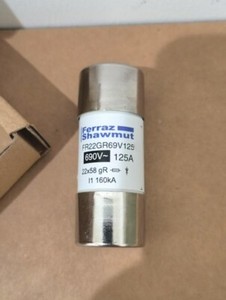 Ferraz
Shawmut
FR22GR69V125
690V~ 125A
22x58 gR
I1 160kA